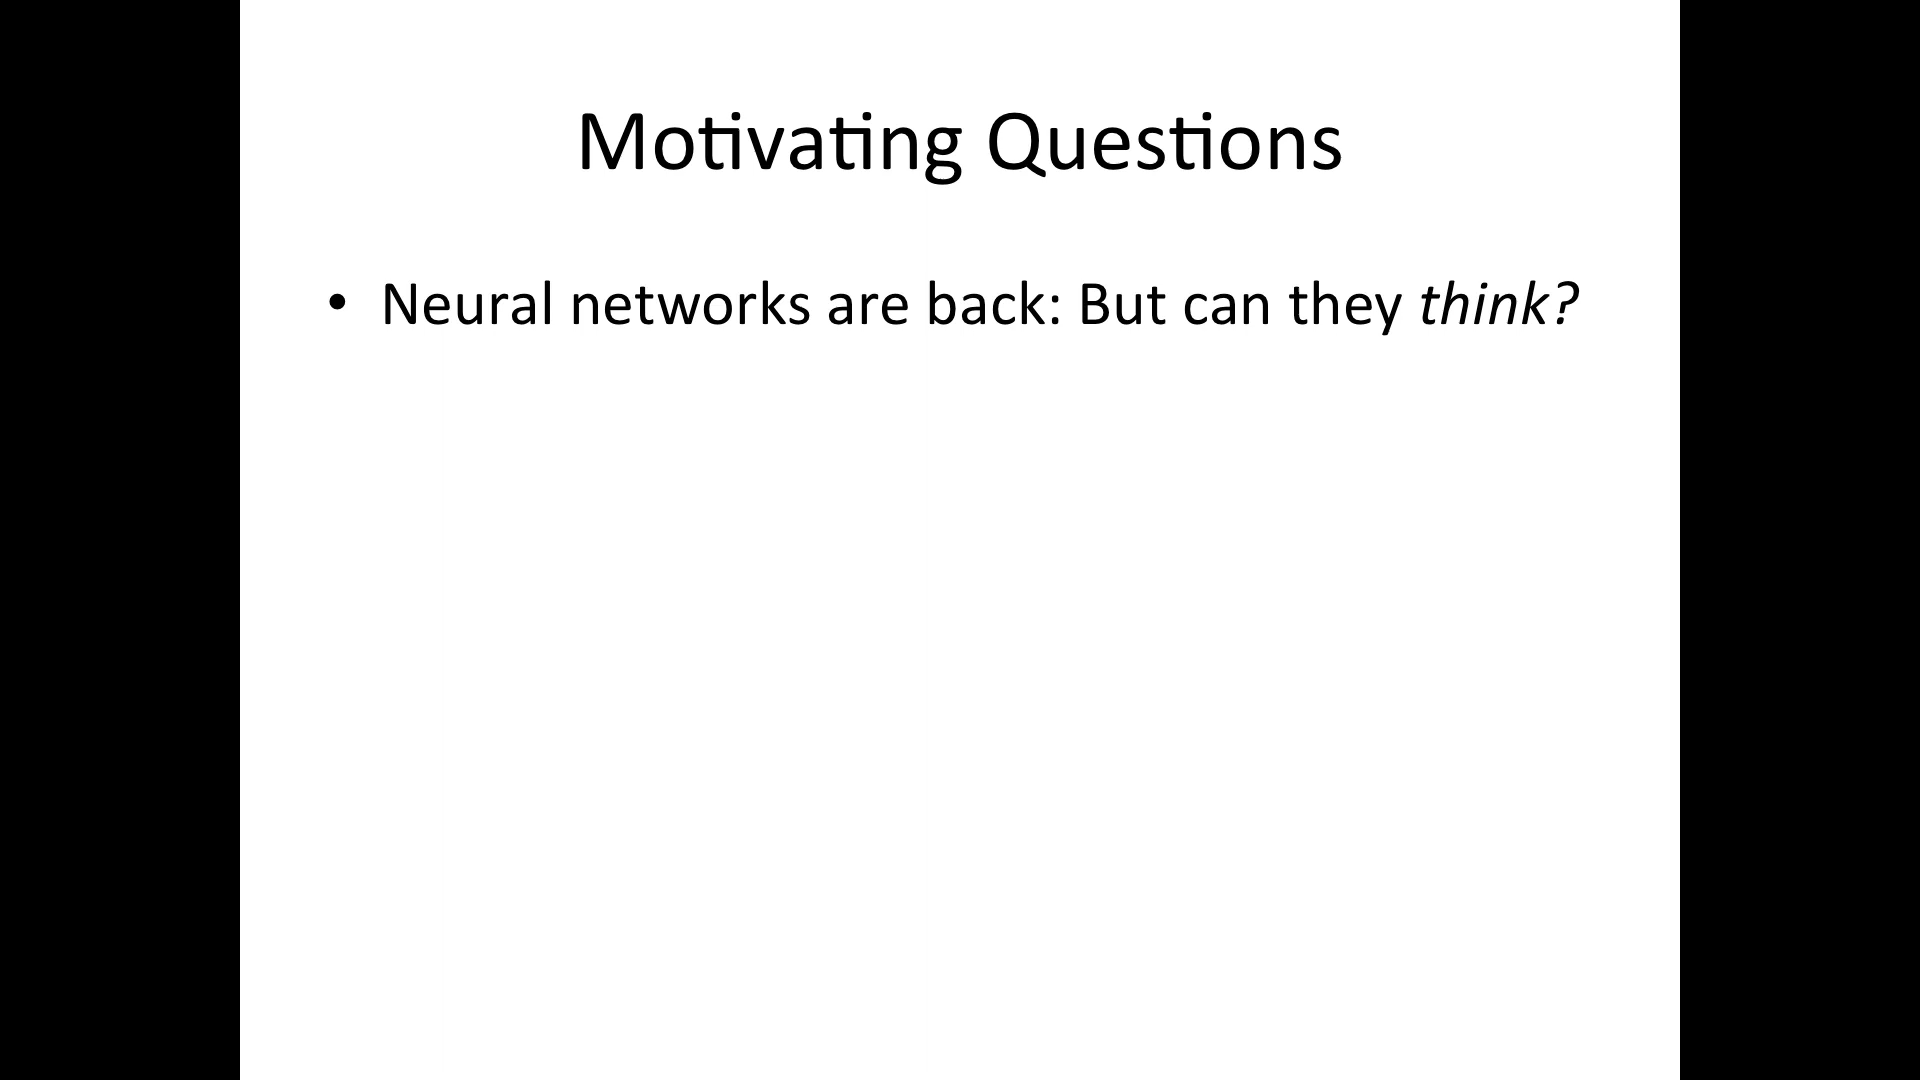 Motivating Questions
• Neural networks are back: But can they think?